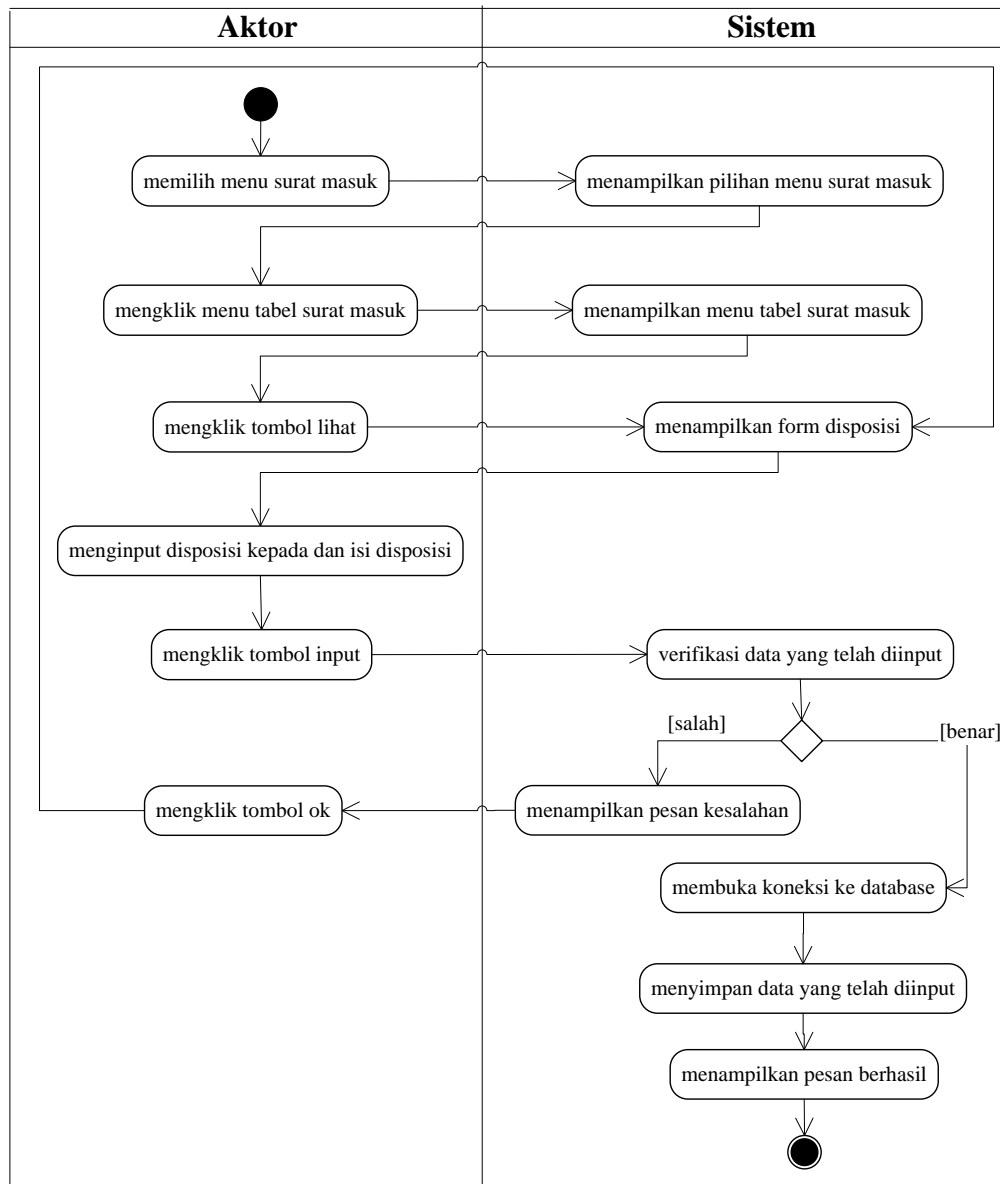 Aktor
Sistem
memilih menu surat masuk
menampilkan pilihan menu surat masuk
mengklik menu tabel surat masuk
menampilkan menu tabel surat masuk
mengklik tombol lihat
menampilkan form disposisi
menginput disposisi kepada dan isi disposisi
mengklik tombol input
verifikasi data yang telah diinput
[salah]
[benar]
mengklik tombol ok
menampilkan pesan kesalahan
membuka koneksi ke database
menyimpan data yang telah diinput
menampilkan pesan berhasil